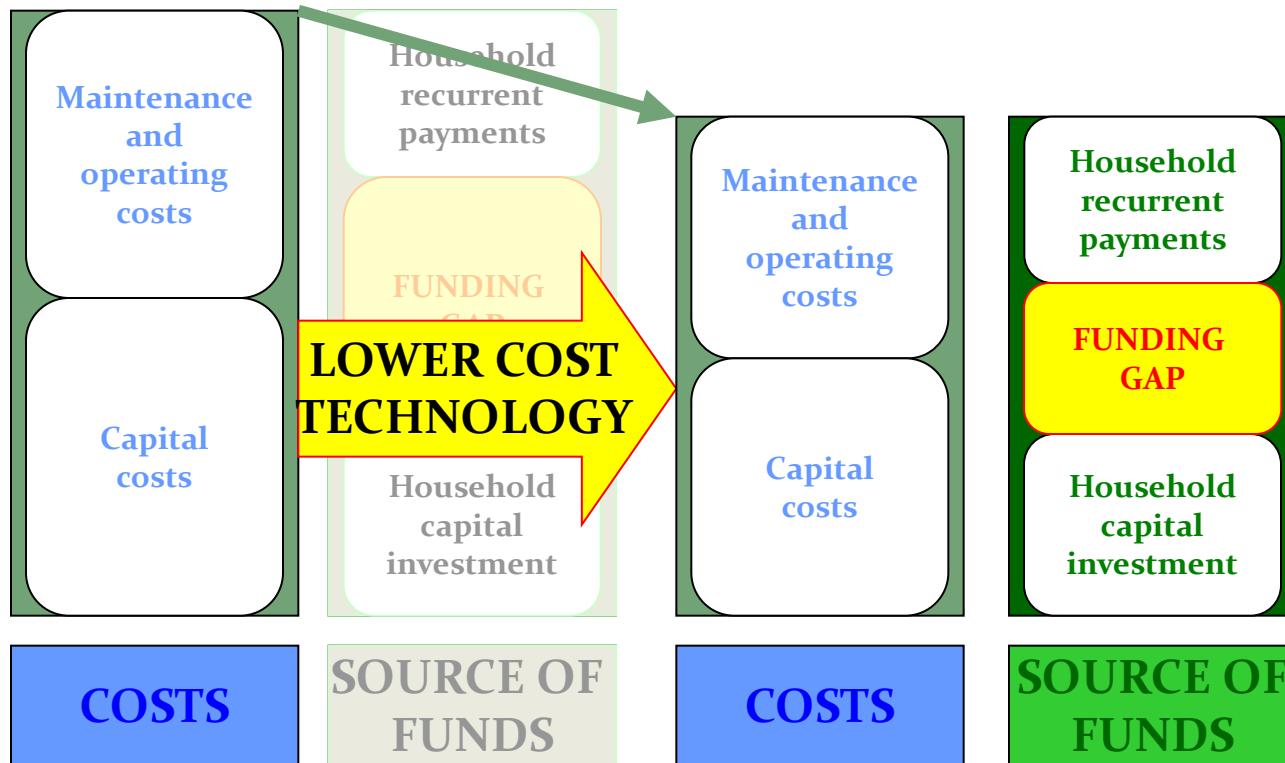 Maintenance
and
operating
costs
Capital
costs
COSTS
Household
recurrent
payments
FUNDING
GAP
Household
capital
investment
SOURCE OF
FUNDS
LOWER COST
TECHNOLOGY
Maintenance
and
operating
costs
Capital
costs
COSTS
Household
recurrent
payments
FUNDING
GAP
Household
capital
investment
SOURCE OF
FUNDS